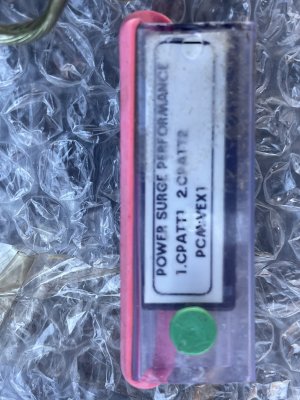 POWER SURGE PERFORMANCE
1.CPATT1 2.CPATT2
PCM-VEX1